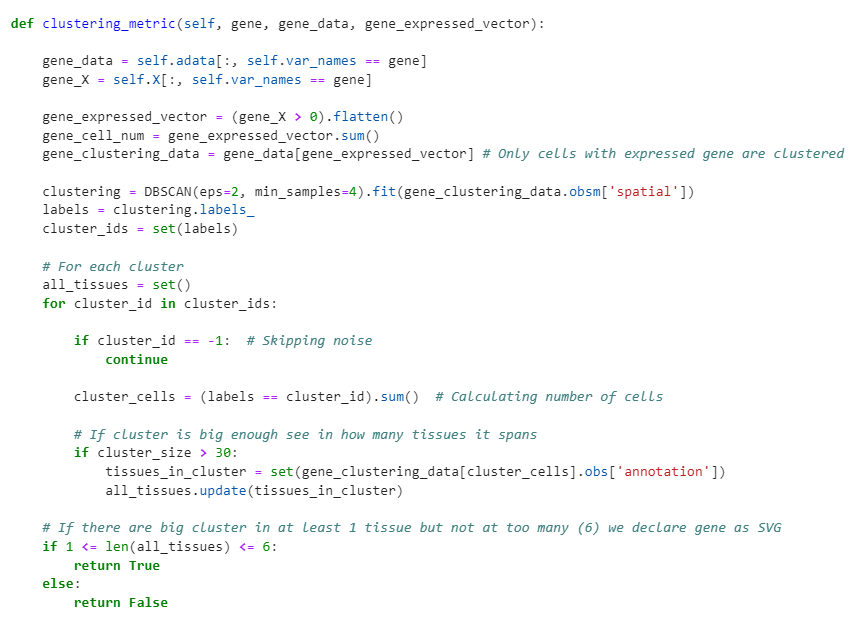 def clustering_metric(self, gene, gene_data, gene_expressed_vector):
gene_data = self.adata[:, self.var_names == gene]
gene_X = self.X[:, self.var_names == gene]
gene_expressed_vector = (gene_X > 0).flatten()
gene_cell_num = gene_expressed_vector.sum()
gene_clustering_data = gene_data[gene_expressed_vector] # Only cells with expressed gene are clustered
clustering = DBSCAN(eps=2, min_samples=4).fit(gene_clustering_data.obsm['spatial'])
labels = clustering.labels_
cluster_ids = set(labels)
# For each cluster
all_tissues = set()
for cluster_id in cluster_ids:
if cluster_id == -1:  # Skipping noise
continue
cluster_cells = (labels == cluster_id).sum()  # Calculating number of cells
# If cluster is big enough see in how many tissues it spans
if cluster_size > 30:
tissues_in_cluster = set(gene_clustering_data[cluster_cells].obs['annotation'])
all_tissues.update(tissues_in_cluster)
# If there are big cluster in at least 1 tissue but not at too many (6) we declare gene as SVG
if 1 <= len(all_tissues) <= 6:
return True
else:
return False